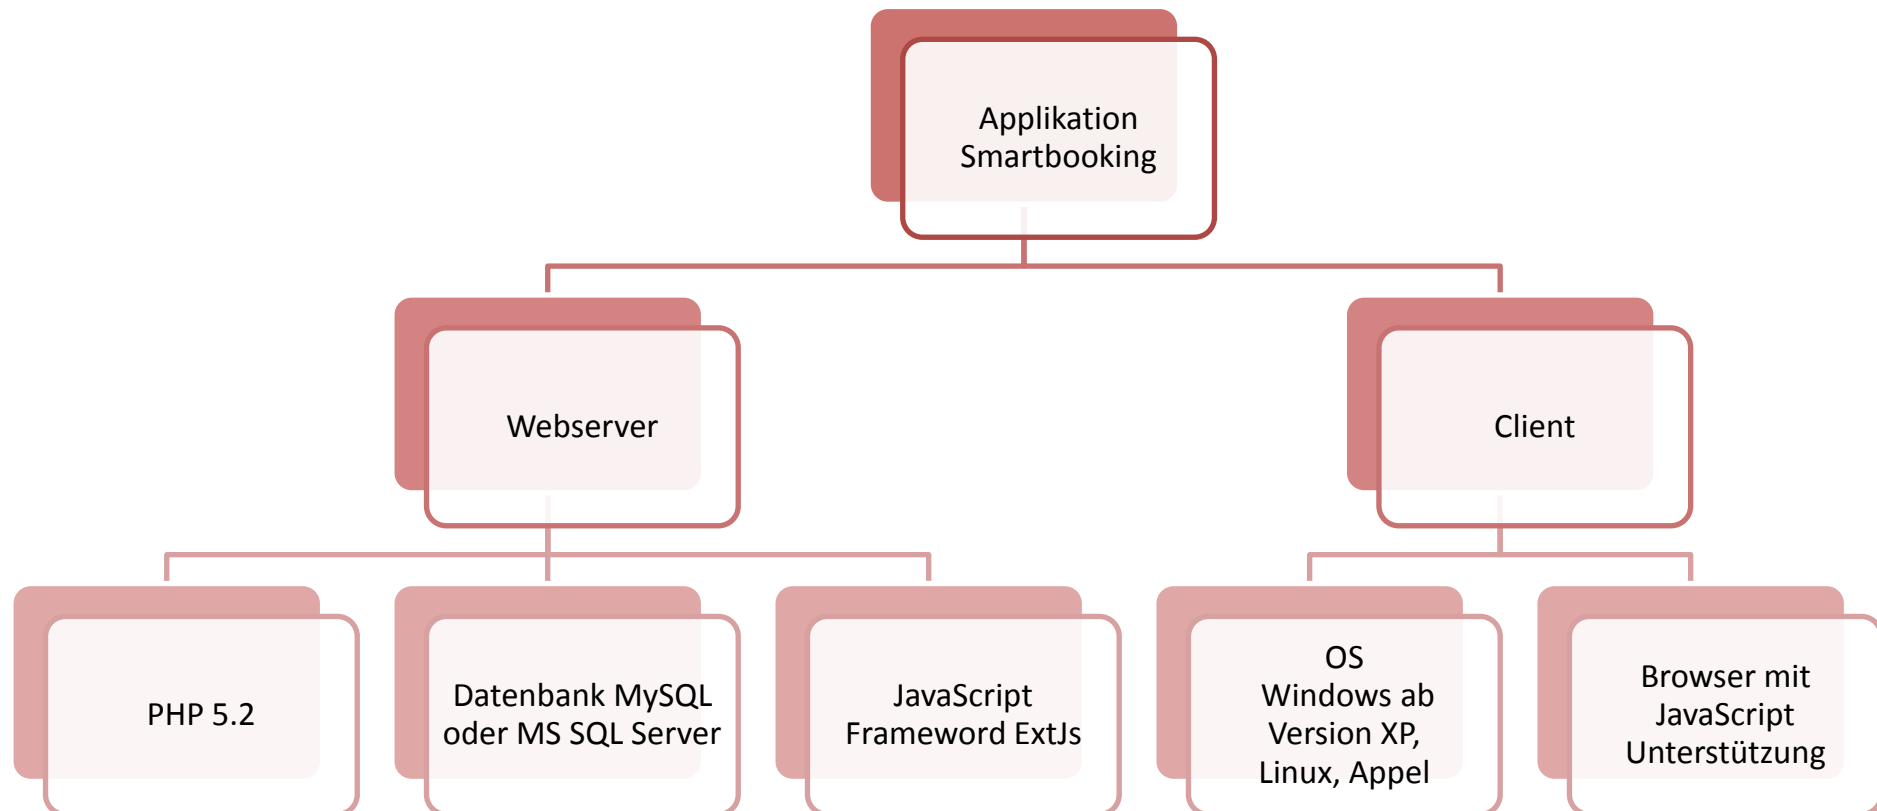 Applikation
Smartbooking
Webserver
Client
PHP 5.2
Datenbank MySQL
oder MS SQL Server
JavaScript
Frameword ExtJs
OS
Windows ab
Version XP,
Linux, Appel
Browser mit
JavaScript
Unterstützung